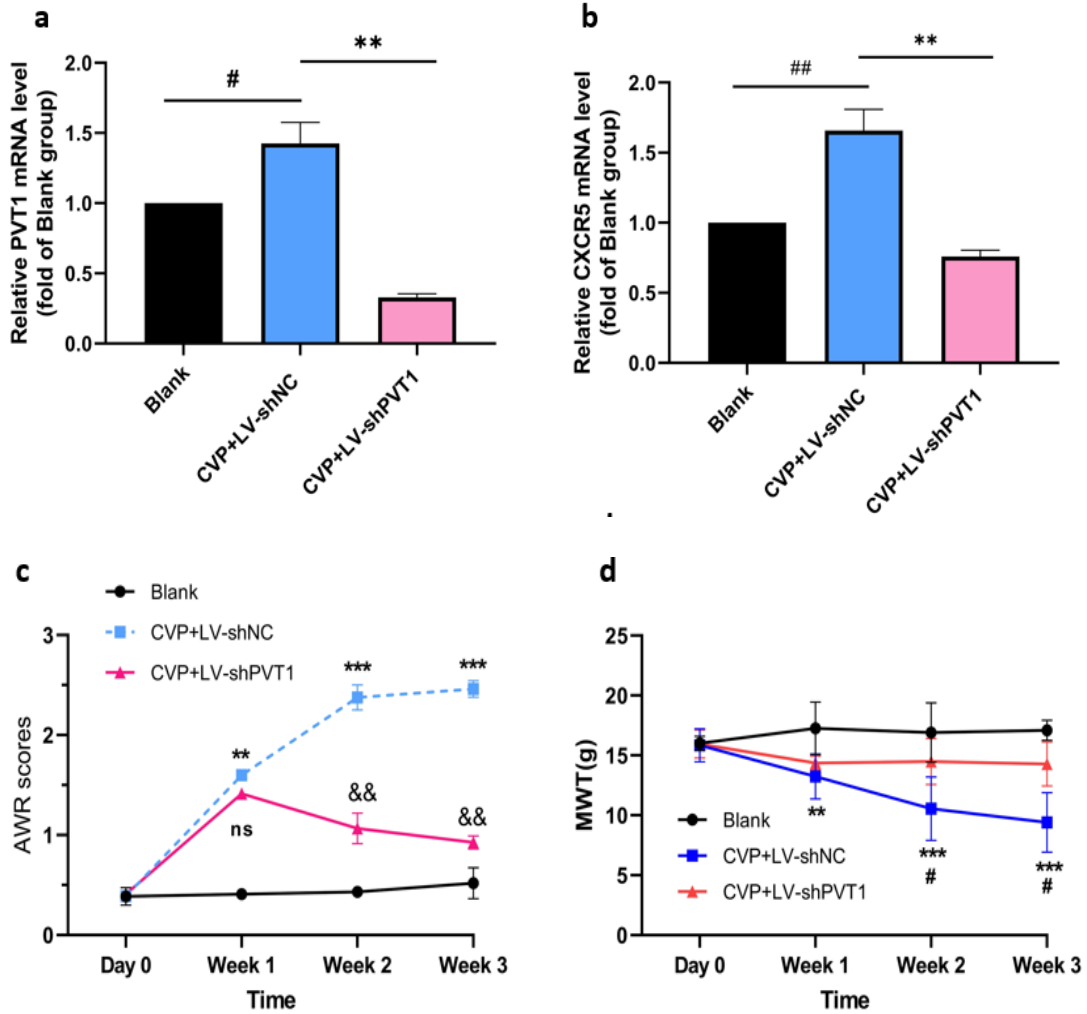 a
Relative PVT1 mRNA level
(fold of Blank group)
2.0
1.5
1.0
0.5
0.0
#
**
Blank
CVP+LV-shNC
CVP+LV-shPVT1
b
Relative CXCR5 mRNA level
(fold of Blank group)
2.0
1.5
1.0
0.5
0.0
##
**
Blank
CVP+LV-shNC
CVP+LV-shPVT1
c
Blank
CVP+LV-shNC
CVP+LV-shPVT1
AWR scores
3
2
1
0
**
***
***
ns
&&
&&
Day 0 Week 1 Week 2 Week 3
Time
d
MWT(g)
25
20
15
10
5
0
Blank
CVP+LV-shNC
CVP+LV-shPVT1
**
***
#
***
#
Day 0 Week 1 Week 2 Week 3
Time